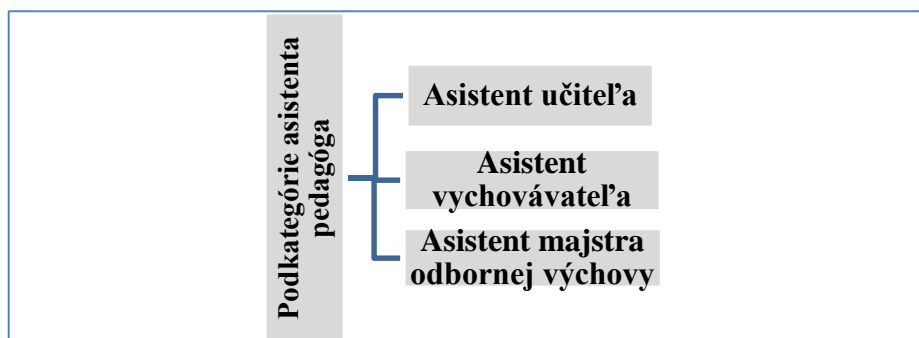 Podkategórie asistenta
pedagóga
Asistent učiteľa
Asistent
vychovávateľa
Asistent majstra
odbornej výchovy